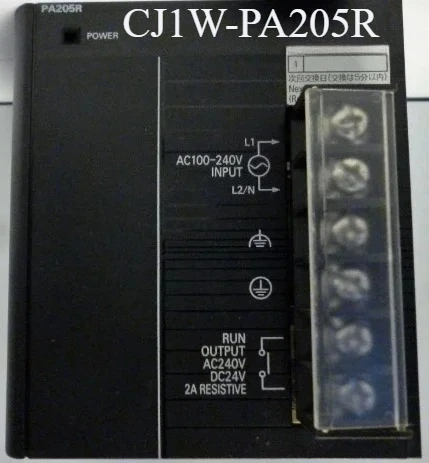 PA205R
CJ1W-PA205R
POWER
1
次回交換日(交換は5分以内)
L1
AC100-240V
INPUT
L2/N
RUN
OUTPUT
AC240V
DC24V
2A RESISTIVE